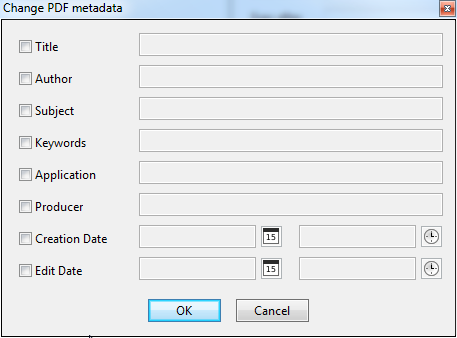 Change PDF metadata
Title
Author
Subject
Keywords
Application
Producer
Creation Date 15
Edit Date 15
OK Cancel